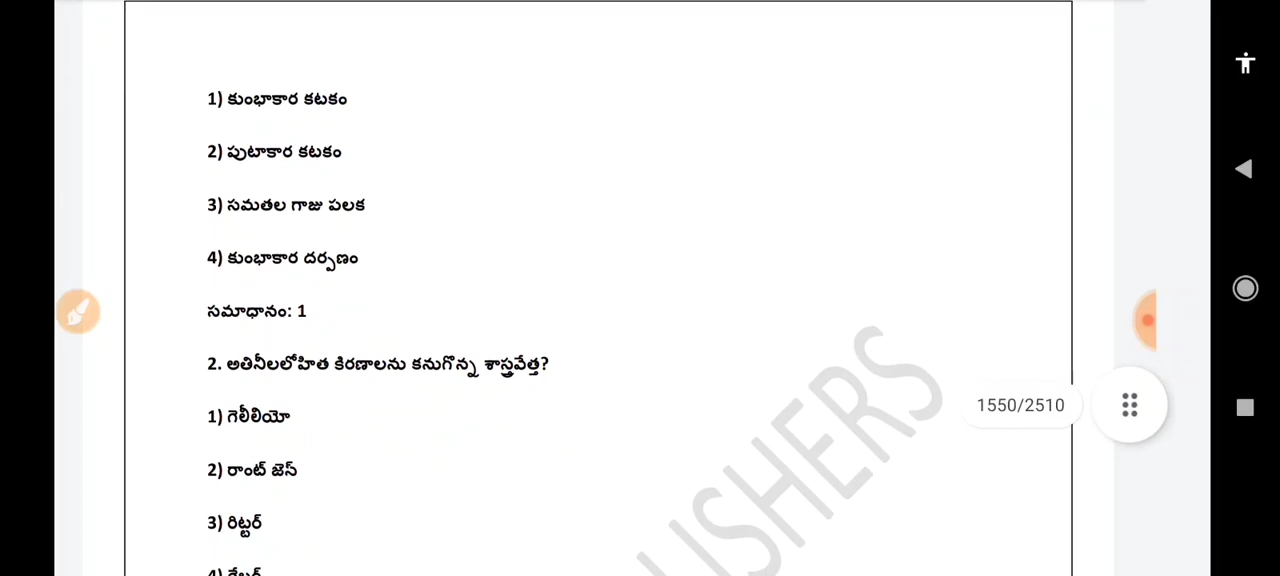 1) కుంభాకార కటకం
2) పుటాకార కటకం
3) సమతల గాజు పలక
4) కుంభాకార దర్పణం
సమాధానం: 1
2. అతినీలలోహిత కిరణాలను కనుగొన్న శాస్త్రవేత్త?
1) గెలీలియో
2) రాంట్ జెన్
3) రిట్టర్
1550/2510
USHERS